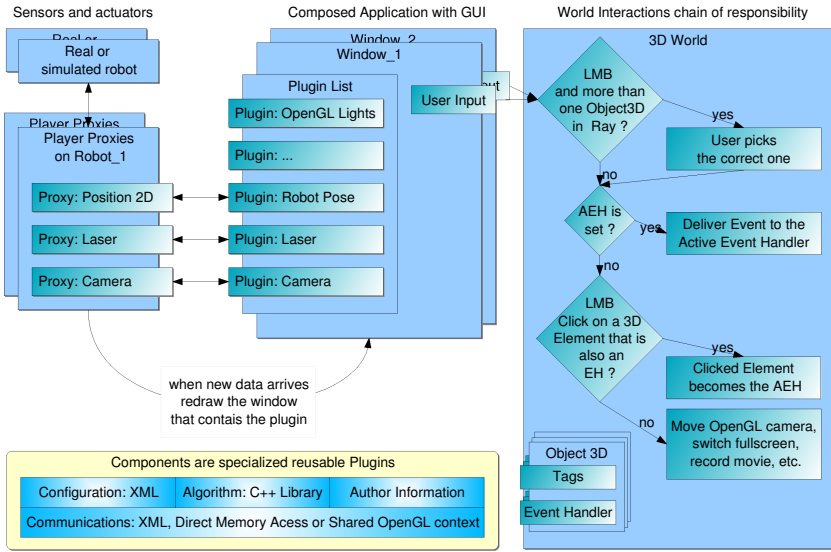 Sensors and actuators
Real or
Real or
simulated robot
Player Proxies
Player Proxies
on Robot_1
Proxy: Position 2D
Proxy: Laser
Proxy: Camera
Composed Application with GUI
Window_2
Window_1
Plugin List
Plugin: OpenGL Lights
Plugin: ...
Plugin: Robot Pose
Plugin: Laser
Plugin: Camera
User Input
when new data arrives
redraw the window
that contais the plugin
World Interactions chain of responsibility
3D World
LMB
and more than
one Object3D
in Ray ?
yes
User picks
the correct one
no
AEH is
set ?
yes
Deliver Event to the
Active Event Handler
no
LMB
Click on a 3D
Element that is
also an
EH ?
yes
Clicked Element
becomes the AEH
no
Move OpenGL camera,
switch fullscreen,
record movie, etc.
Object 3D
Tags
Event Handler
Components are specialized reusable Plugins
Configuration: XML
Algorithm: C++ Library
Author Information
Communications: XML, Direct Memory Acess or Shared OpenGL context